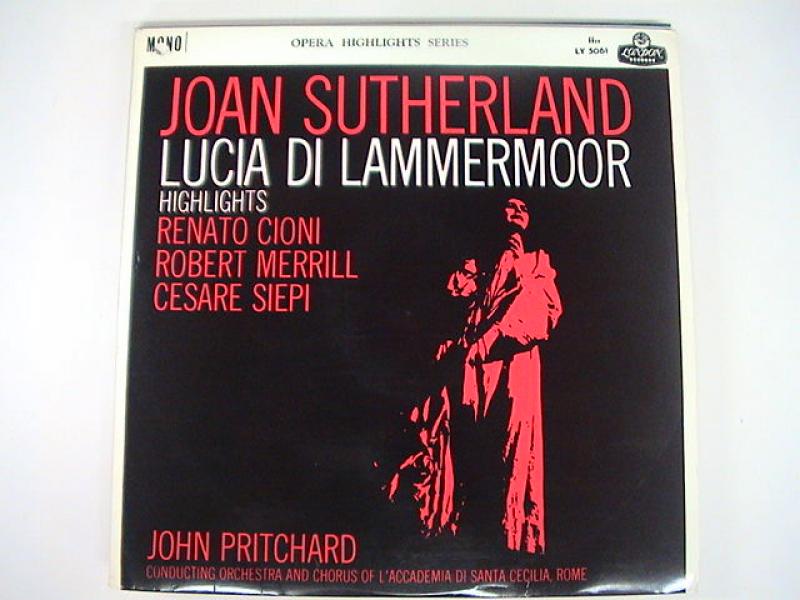 MONO
OPERA HIGHLIGHTS SERIES
LY 5061
LONDON
RECORDS
JOAN SUTHERLAND
LUCIA DI LAMMERMOOR
HIGHLIGHTS
RENATO CIONI
ROBERT MERRILL
CESARE SIEPI
JOHN PRITCHARD
CONDUCTING ORCHESTRA AND CHORUS OF L'ACCADEMIA DI SANTA CECILIA, ROME